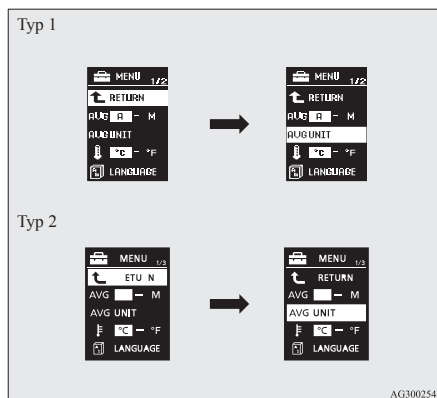 Typ 1
MENU 1/2
RETURN
AVG A - M
AVG UNIT
°C - °F
LANGUAGE
MENU 1/2
RETURN
AVG A - M
AVG UNIT
°C - °F
LANGUAGE
Typ 2
MENU 1/3
ETU N
AVG – M
AVG UNIT
°C – °F
LANGUAGE
MENU 1/3
RETURN
AVG – M
AVG UNIT
°C – °F
LANGUAGE
AG300254